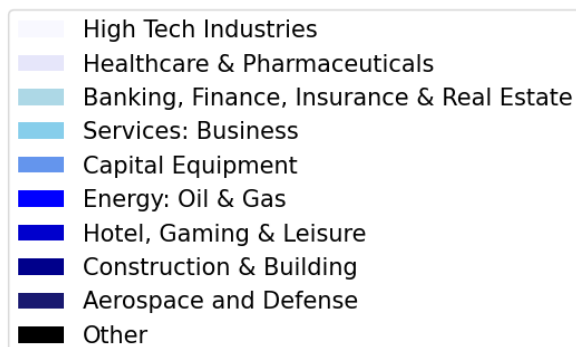 High Tech Industries
Healthcare & Pharmaceuticals
Banking, Finance, Insurance & Real Estate
Services: Business
Capital Equipment
Energy: Oil & Gas
Hotel, Gaming & Leisure
Construction & Building
Aerospace and Defense
Other